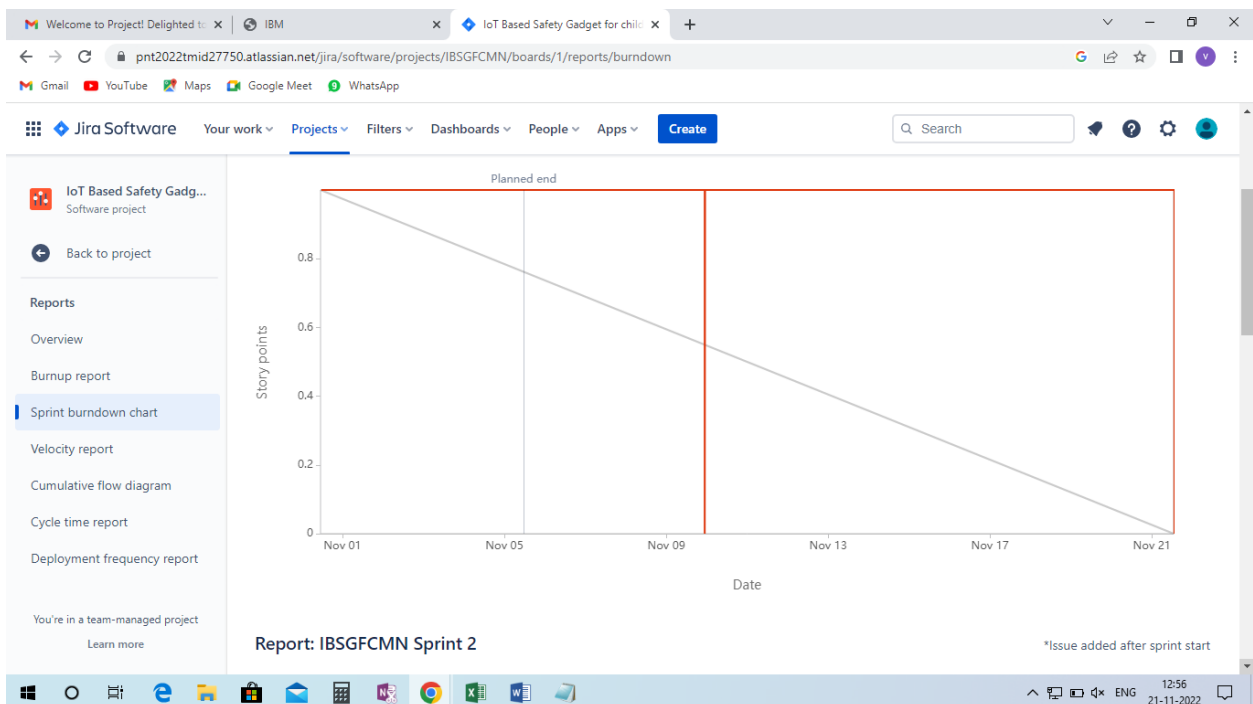 Welcome to Project! Delighted to
IBM
IoT Based Safety Gadget for chilc
pnt2022tmid27750.atlassian.net/jira/software/projects/IBSGFCMN/boards/1/reports/burndown
Gmail YouTube Maps Google Meet WhatsApp
Jira Software Your work Projects Filters Dashboards People Apps Create Search
IoT Based Safety Gadg...
Software project
Back to project
Reports
Overview
Burnup report
Sprint burndown chart
Velocity report
Cumulative flow diagram
Cycle time report
Deployment frequency report
You're in a team-managed project
Learn more
Planned end
Story points
0.8
0.6
0.4
0.2
0
Nov 01 Nov 05 Nov 09 Nov 13 Nov 17 Nov 21
Date
Report: IBSGFCMN Sprint 2
*Issue added after sprint start
ENG
12:56
21-11-2022